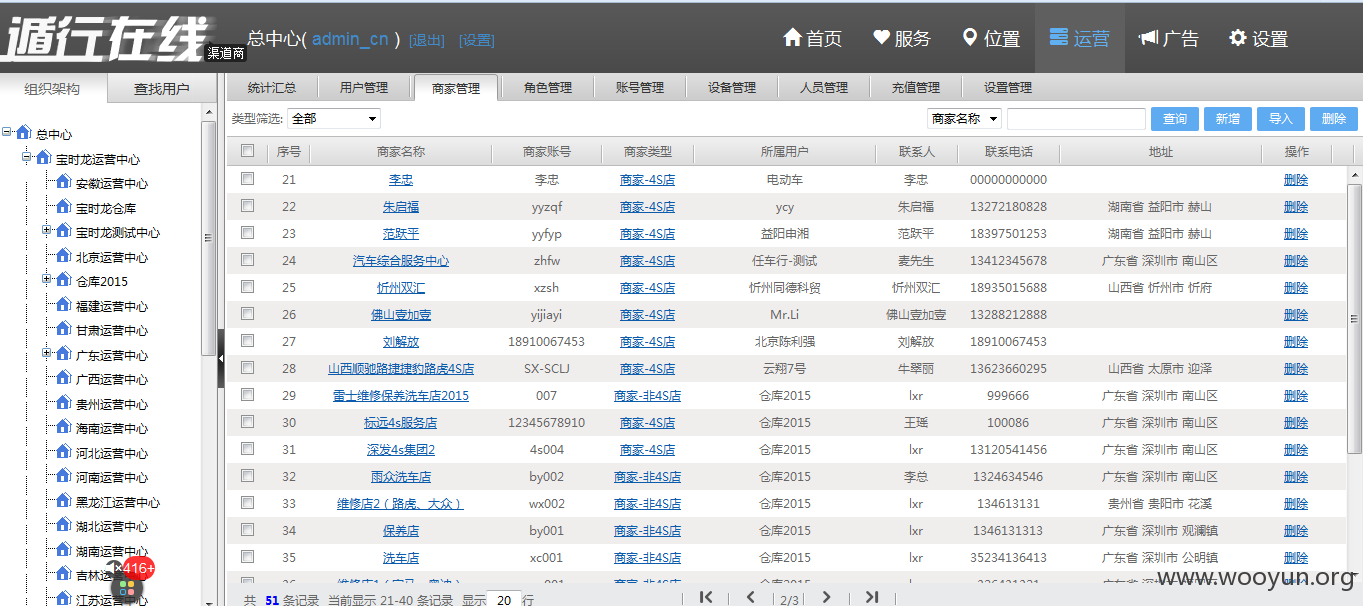 遁行在线 渠道商 总中心( admin_cn ) [退出] [设置] 首页 服务 位置 运营 广告 设置
组织架构 查找用户 统计汇总 用户管理 商家管理 角色管理 账号管理 设备管理 人员管理 充值管理 设置管理
类型筛选: 全部 商家名称 查询 新增 导入 删除
总中心
宝时龙运营中心
安徽运营中心
宝时龙仓库
宝时龙测试中心
北京运营中心
仓库2015
福建运营中心
甘肃运营中心
广东运营中心
广西运营中心
贵州运营中心
海南运营中心
河北运营中心
河南运营中心
黑龙江运营中心
湖北运营中心
湖南运营中心
吉林运营中心
江苏运营中心
416+
序号 商家名称 商家账号 商家类型 所属用户 联系人 联系电话 地址 操作
21 李忠 李忠 商家-4S店 电动车 李忠 00000000000 删除
22 朱启福 yyzqf 商家-4S店 ycy 朱启福 13272180828 湖南省 益阳市 赫山 删除
23 范跃平 yyfyp 商家-4S店 益阳申湘 范跃平 18397501253 湖南省 益阳市 赫山 删除
24 汽车综合服务中心 zhfw 商家-4S店 任车行-测试 麦先生 13412345678 广东省 深圳市 南山区 删除
25 忻州双汇 xzsh 商家-4S店 忻州同德科贸 忻州双汇 18935015688 山西省 忻州市 忻府 删除
26 佛山壹加壹 yijiayi 商家-4S店 Mr.Li 佛山壹加壹 13288212888 删除
27 刘解放 18910067453 商家-4S店 北京陈利强 刘解放 18910067453 删除
28 山西顺驰路捷捷豹路虎4S店 SX-SCLJ 商家-4S店 云翔7号 牛翠丽 13623660295 山西省 太原市 迎泽 删除
29 雷士维修保养洗车店2015 007 商家-非4S店 仓库2015 lxr 999666 广东省 深圳市 南山区 删除
30 标远4s服务店 12345678910 商家-4S店 仓库2015 王瑶 100086 广东省 深圳市 南山区 删除
31 深发4s集团2 4s004 商家-4S店 仓库2015 lxr 13120541456 广东省 深圳市 南山区 删除
32 雨众洗车店 by002 商家-非4S店 仓库2015 李总 1324634546 广东省 深圳市 南山区 删除
33 维修店2（路虎、大众） wx002 商家-非4S店 仓库2015 lxr 134613131 贵州省 贵阳市 花溪 删除
34 保养店 by001 商家-非4S店 仓库2015 lxr 1346131313 广东省 深圳市 观澜镇 删除
35 洗车店 xc001 商家-非4S店 仓库2015 lxr 35234136413 广东省 深圳市 公明镇 删除
共 51 条记录 当前显示 21-40 条记录 显示 20 行 2/3
www.wooyun.org